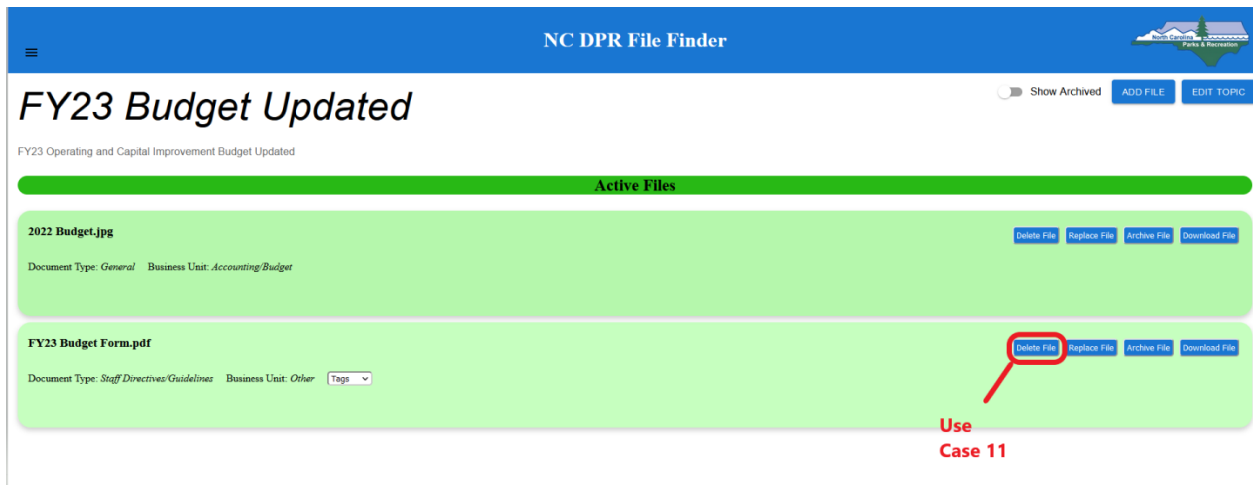 NC DPR File Finder
North Carolina
Parks & Recreation
FY23 Budget Updated
Show Archived
ADD FILE
EDIT TOPIC
FY23 Operating and Capital Improvement Budget Updated
Active Files
2022 Budget.jpg
Delete File
Replace File
Archive File
Download File
Document Type: General Business Unit: Accounting/Budget
FY23 Budget Form.pdf
Delete File
Replace File
Archive File
Download File
Document Type: Staff Directives/Guidelines Business Unit: Other
Tags
Use
Case 11